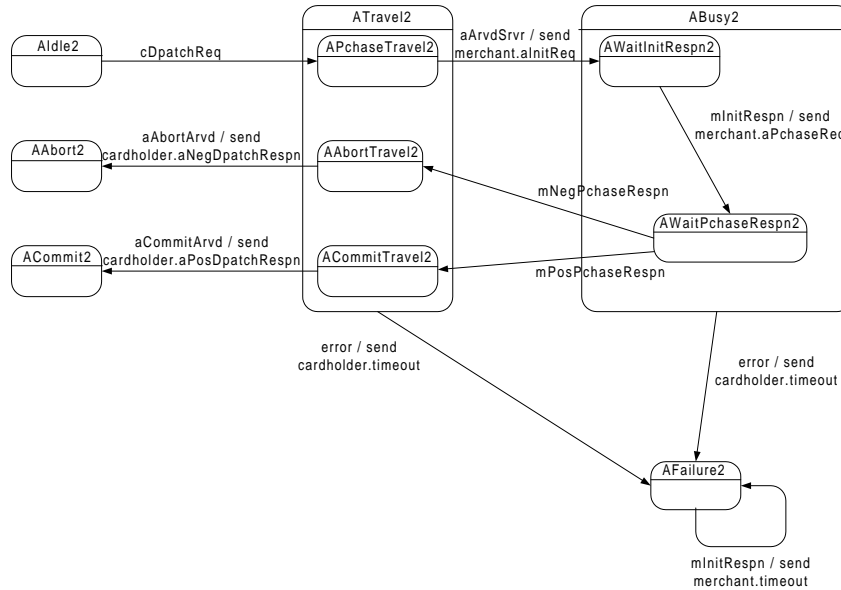 ATravel2
ABusy2
AIdle2
cDpatchReq
APchaseTravel2
aArvdSrvr / send
merchant.aInitReq
AWaitInitRespn2
mInitRespn / send
merchant.aPchaseReq
aAbortArvd / send
cardholder.aNegDpatchRespn
AAbort2
AAbortTravel2
mNegPchaseRespn
AWaitPchaseRespn2
aCommitArvd / send
cardholder.aPosDpatchRespn
ACommit2
ACommitTravel2
mPosPchaseRespn
error / send
cardholder.timeout
error / send
cardholder.timeout
AFailure2
mInitRespn / send
merchant.timeout